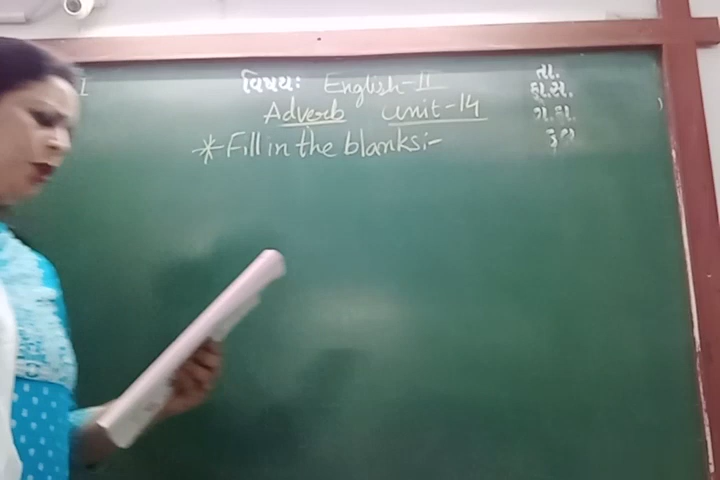 વિષય: English-II
Adverb unit-14
*Fill in the blanks:-
તા.
કુ.સં.
ગ.હા.